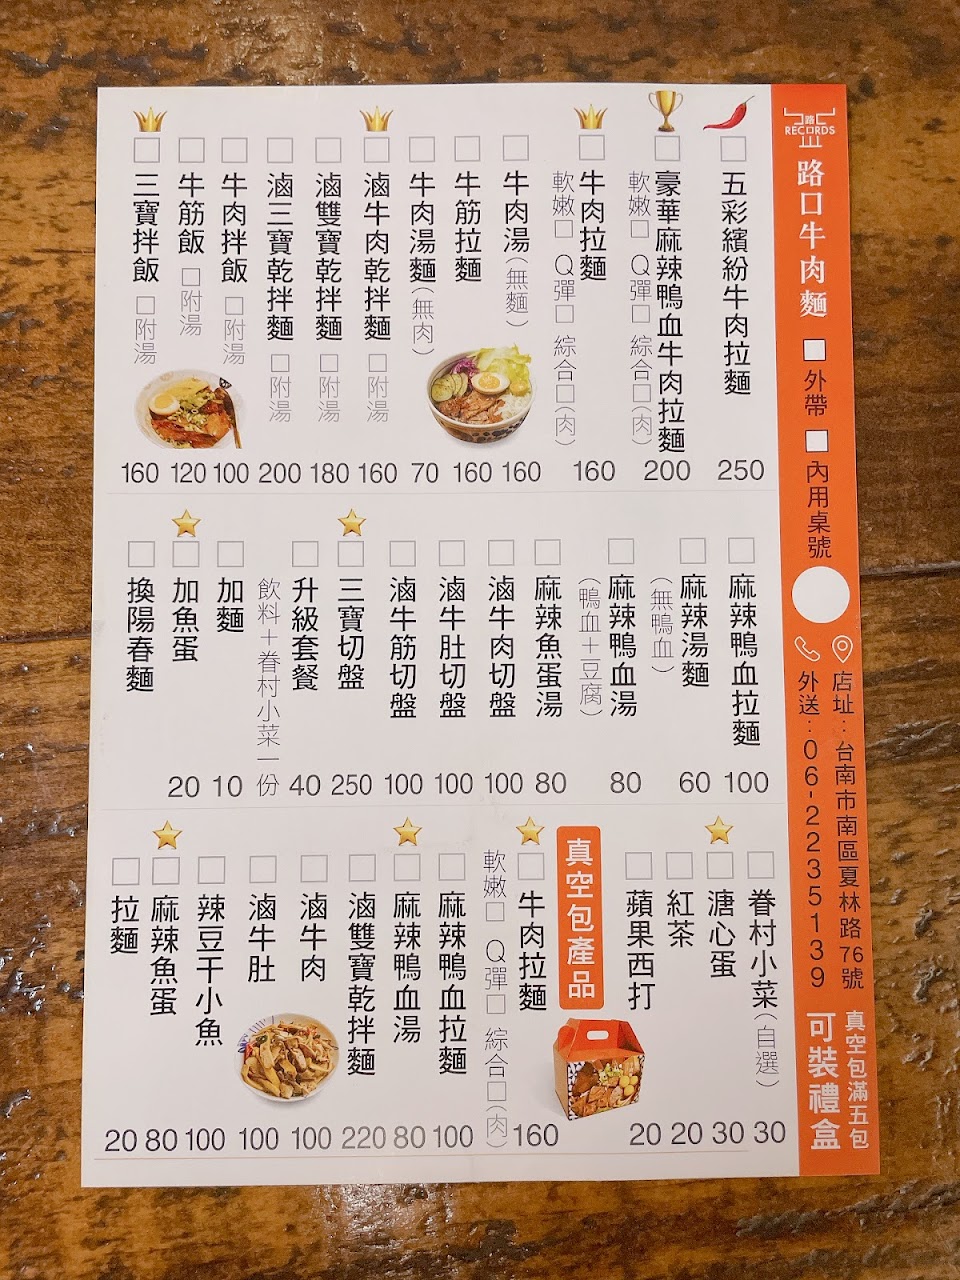 路
RECORDS
路口牛肉麵
□外帶
□內用桌號
店址：台南市南區夏林路76號
外送：06-2235139
真空包滿五包
可裝禮盒
五彩繽紛牛肉拉麵
250
豪華麻辣鴨血牛肉拉麵
軟嫩□ Q彈□ 綜合□(肉)
200
牛肉拉麵
軟嫩□ Q彈□ 綜合□(肉)
160
牛肉湯(無麵)
160
牛筋拉麵
160
牛肉湯麵(無肉)
70
滷牛肉乾拌麵 □附湯
160
滷雙寶乾拌麵 □附湯
180
滷三寶乾拌麵 □附湯
200
牛肉拌飯 □附湯
100
牛筋飯 □附湯
120
三寶拌飯 □附湯
160
麻辣鴨血拉麵
100
麻辣湯麵
(無鴨血)
60
麻辣鴨血湯
(鴨血＋豆腐)
80
麻辣魚蛋湯
80
滷牛肉切盤
100
滷牛肚切盤
100
滷牛筋切盤
100
三寶切盤
250
升級套餐
40
飲料＋眷村小菜一份
加麵
10
加魚蛋
20
換陽春麵
眷村小菜(自選)
30
溏心蛋
30
紅茶
20
蘋果西打
20
真空包產品
牛肉拉麵
軟嫩□ Q彈□ 綜合□(肉)
160
麻辣鴨血拉麵
100
麻辣鴨血湯
80
滷雙寶乾拌麵
220
滷牛肉
100
滷牛肚
100
辣豆干小魚
100
麻辣魚蛋
80
拉麵
20